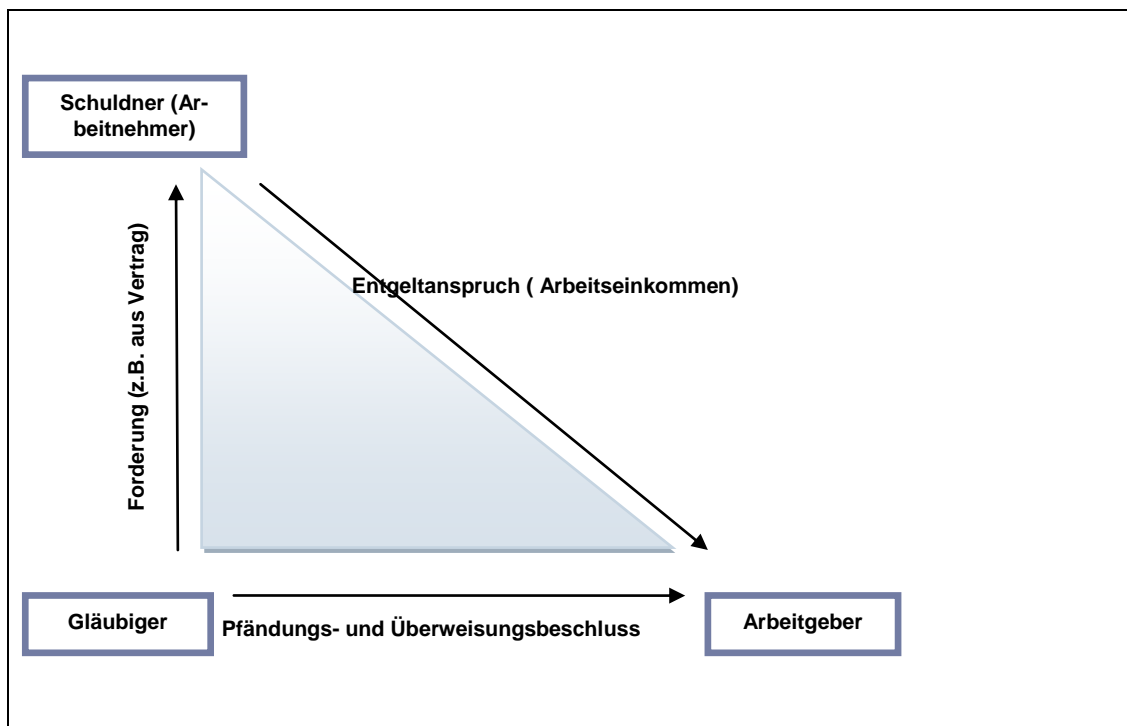 Schuldner (Ar-
beitnehmer)
Entgeltanspruch ( Arbeitseinkommen)
Forderung (z.B. aus Vertrag)
Gläubiger
Pfändungs- und Überweisungsbeschluss
Arbeitgeber